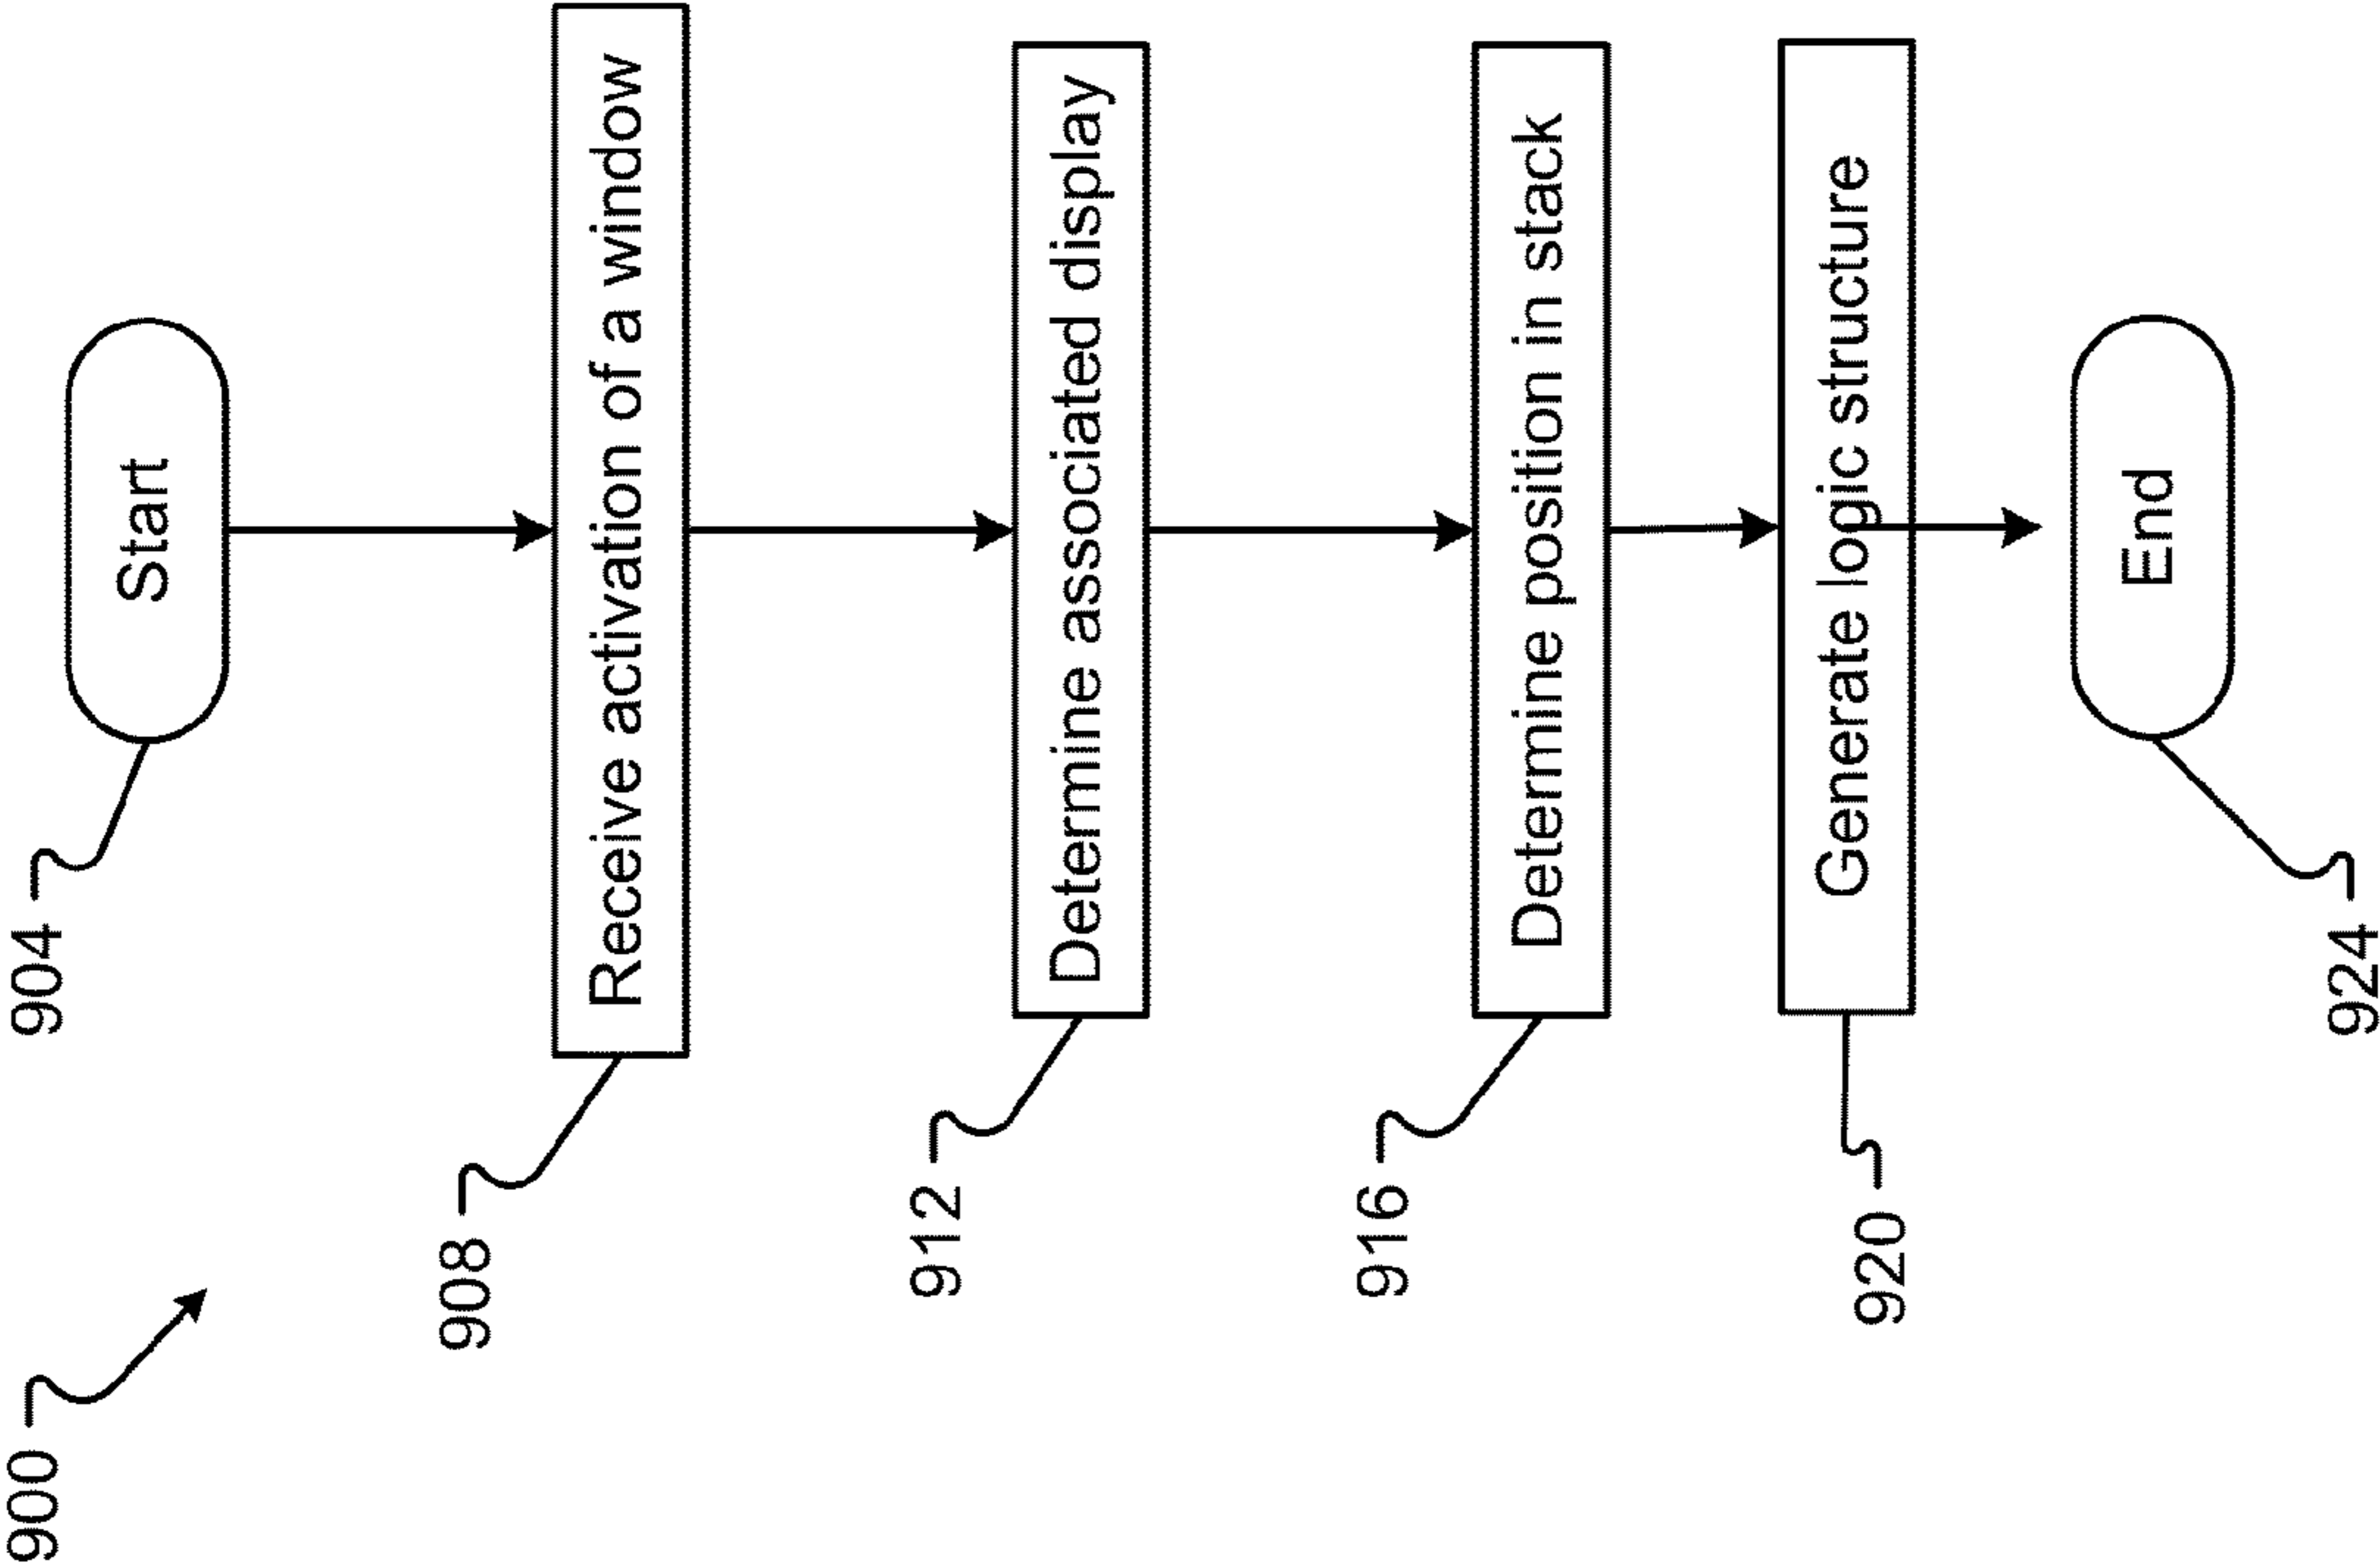 900
904
Start
908
Receive activation of a window
912
Determine associated display
916
Determine position in stack
920
Generate logic structure
924
End